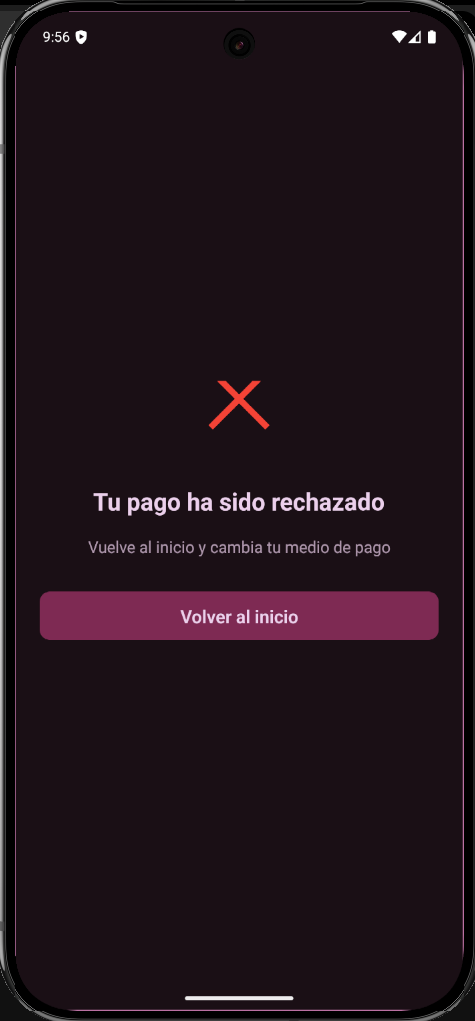 9:56
Tu pago ha sido rechazado
Vuelve al inicio y cambia tu medio de pago
Volver al inicio